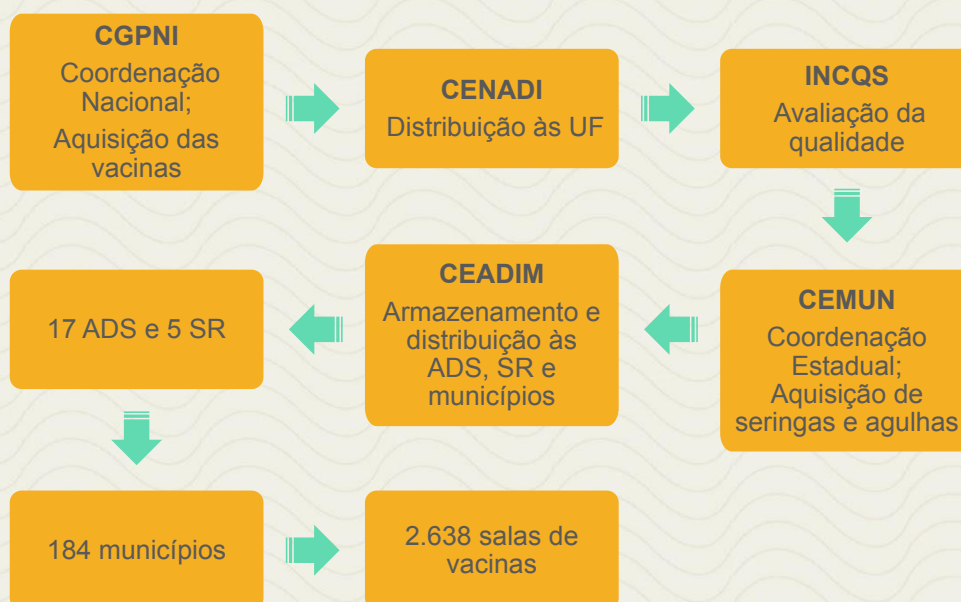 CGPNI
Coordenação
Nacional;
Aquisição das
vacinas
CENADI
Distribuição às UF
INCQS
Avaliação da
qualidade
CEMUN
Coordenação
Estadual;
Aquisição de
seringas e agulhas
CEADIM
Armazenamento e
distribuição às
ADS, SR e
municípios
17 ADS e 5 SR
184 municípios
2.638 salas de
vacinas